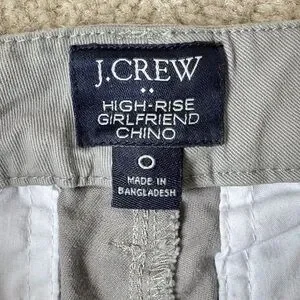 J.CREW
HIGH-RISE
GIRLFRIEND
CHINO
0
MADE IN
BANGLADESH